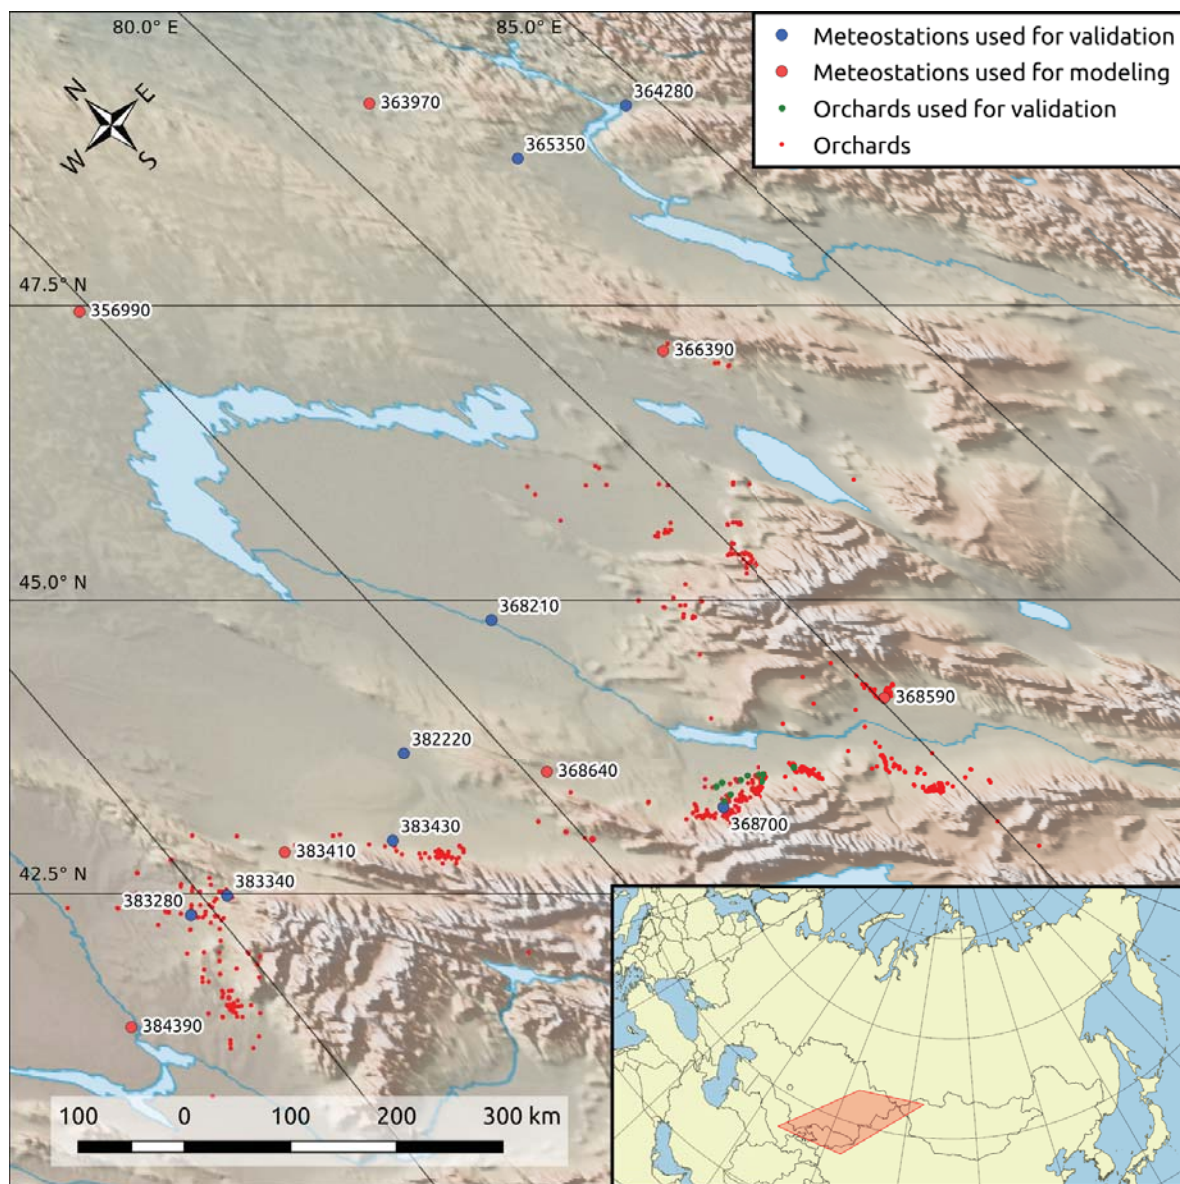 80.0° E
85.0° E
Meteostations used for validation
Meteostations used for modeling
Orchards used for validation
Orchards
N
E
W
S
363970
364280
365350
47.5° N
356990
366390
45.0° N
368210
368590
382220
368640
383430
368700
383410
42.5° N
383340
383280
384390
100 0 100 200 300 km